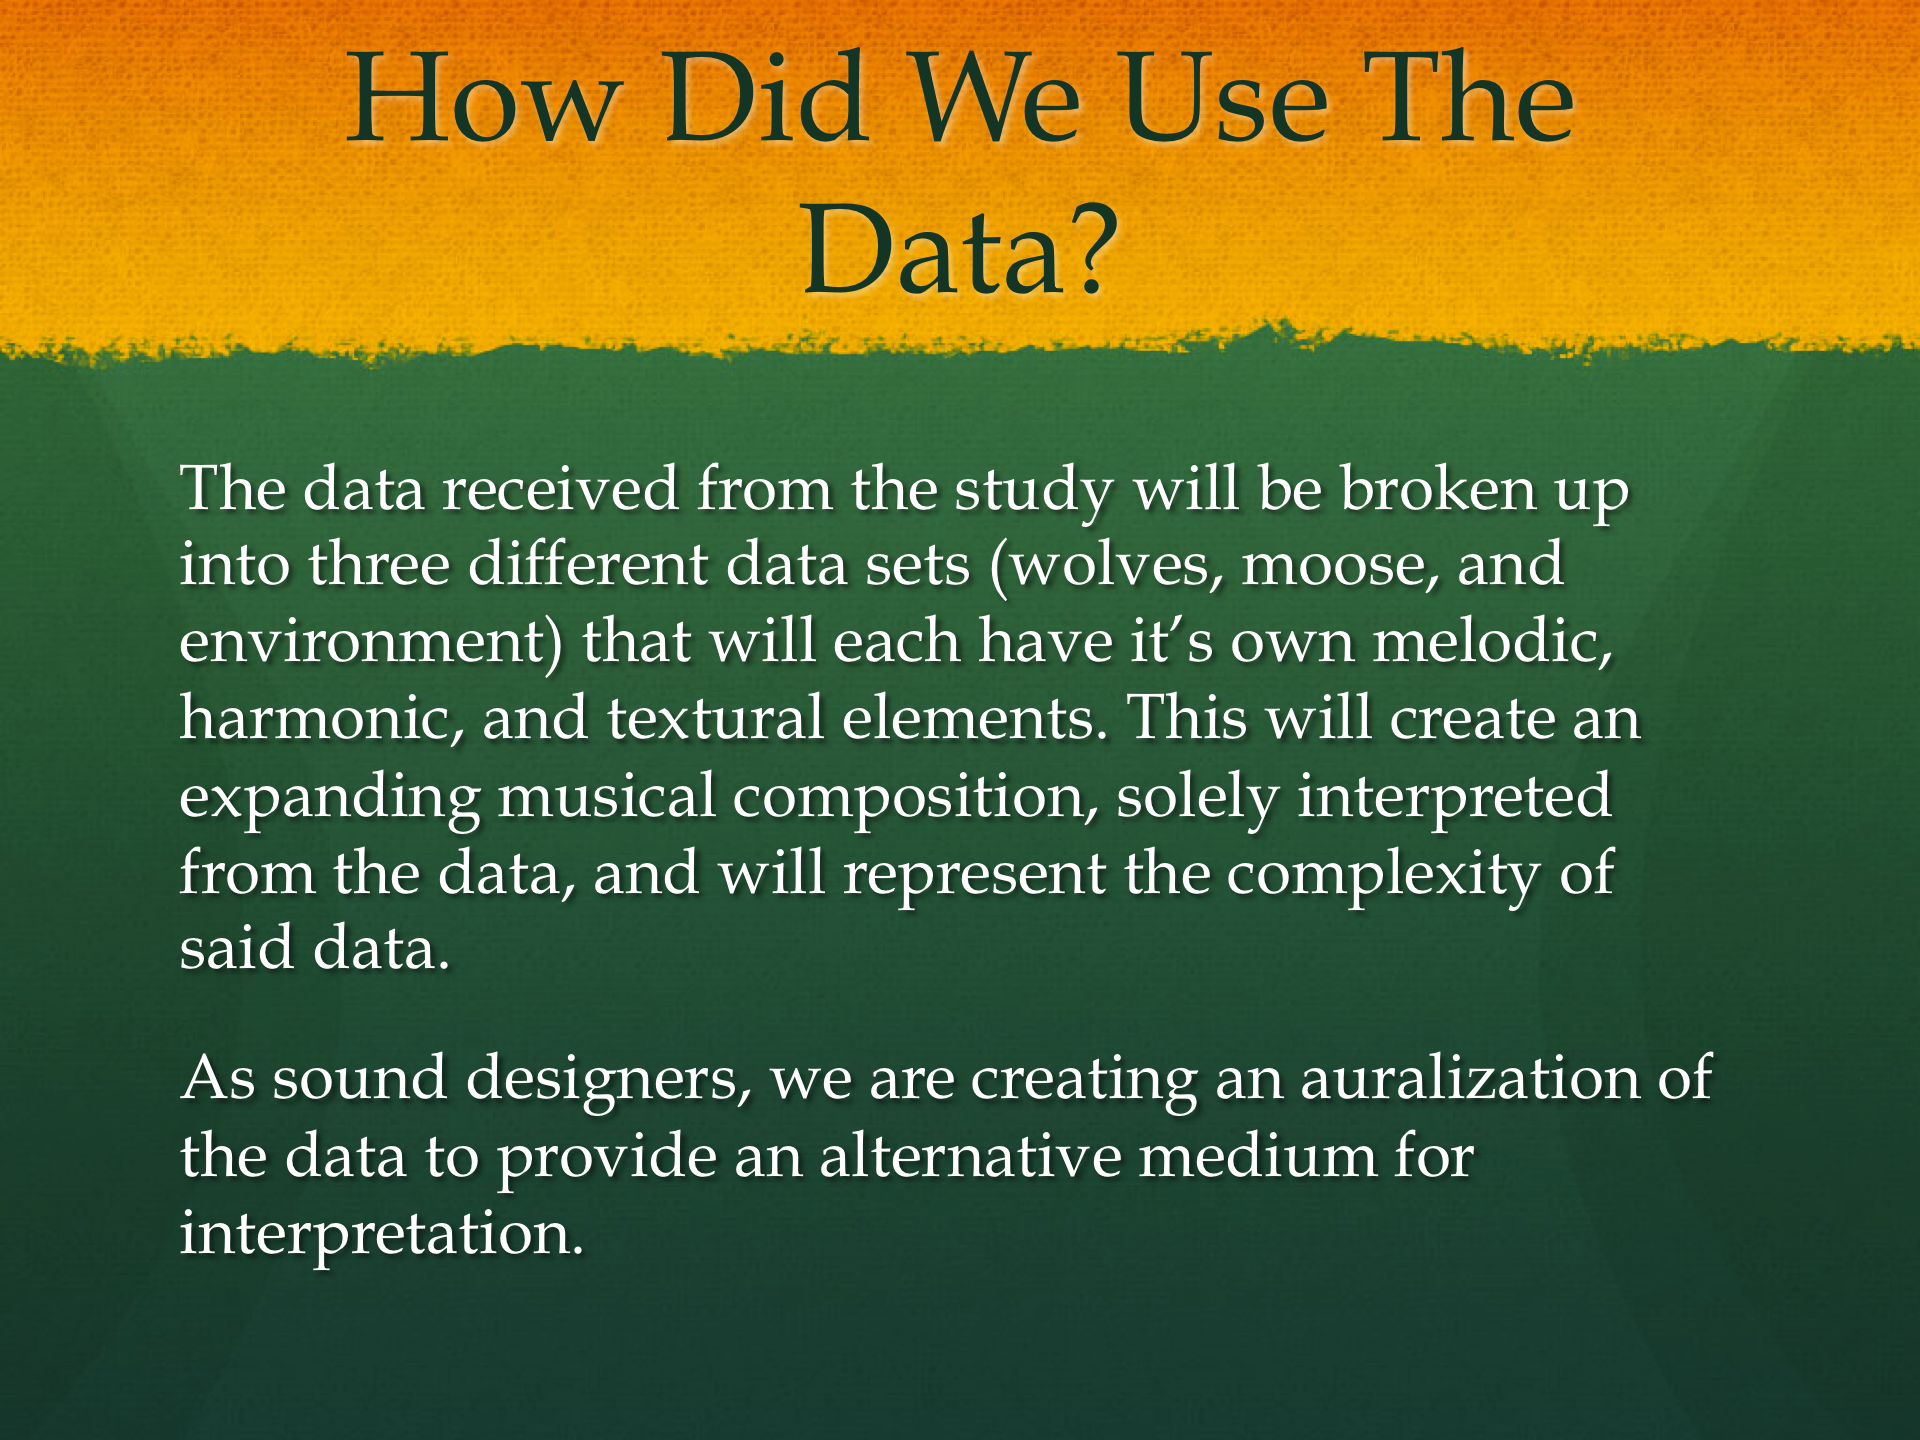 How Did We Use The
Data?
The data received from the study will be broken up
into three different data sets (wolves, moose, and
environment) that will each have it’s own melodic,
harmonic, and textural elements. This will create an
expanding musical composition, solely interpreted
from the data, and will represent the complexity of
said data.
As sound designers, we are creating an auralization of
the data to provide an alternative medium for
interpretation.